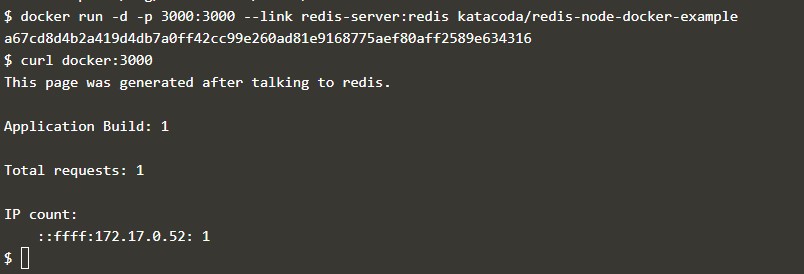 $ docker run -d -p 3000:3000 --link redis-server:redis katacoda/redis-node-docker-example
a67cd8d4b2a419d4db7a0ff42cc99e260ad81e9168775aef80aff2589e634316
$ curl docker:3000
This page was generated after talking to redis.
Application Build: 1
Total requests: 1
IP count:
    ::ffff:172.17.0.52: 1
$